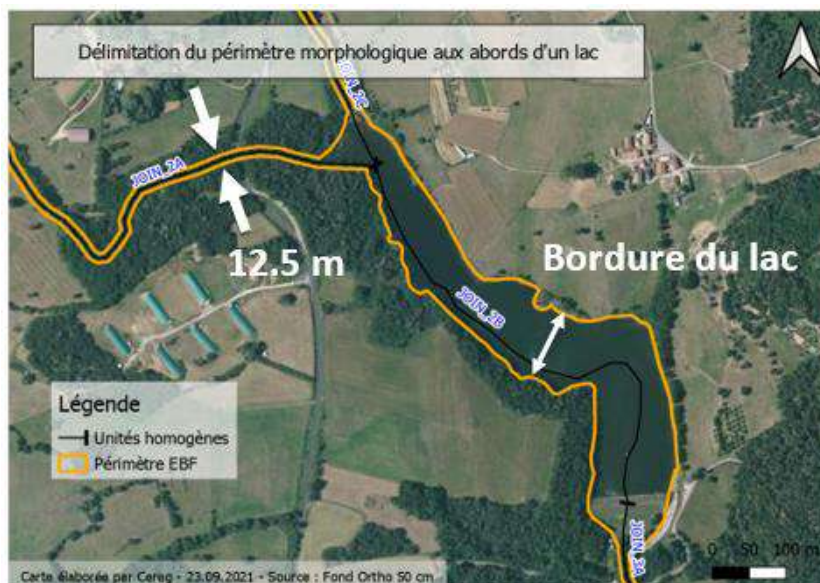 Délimitation du périmètre morphologique aux abords d'un lac
JOIN_2C
JOIN_2A
12.5 m
Bordure du lac
JOIN_2B
Légende
Unités homogènes
Périmètre EBF
JOIN_3A
0 50 100 m
Carte élaborée par Cereg - 23.09.2021 - Source : Fond Ortho 50 cm